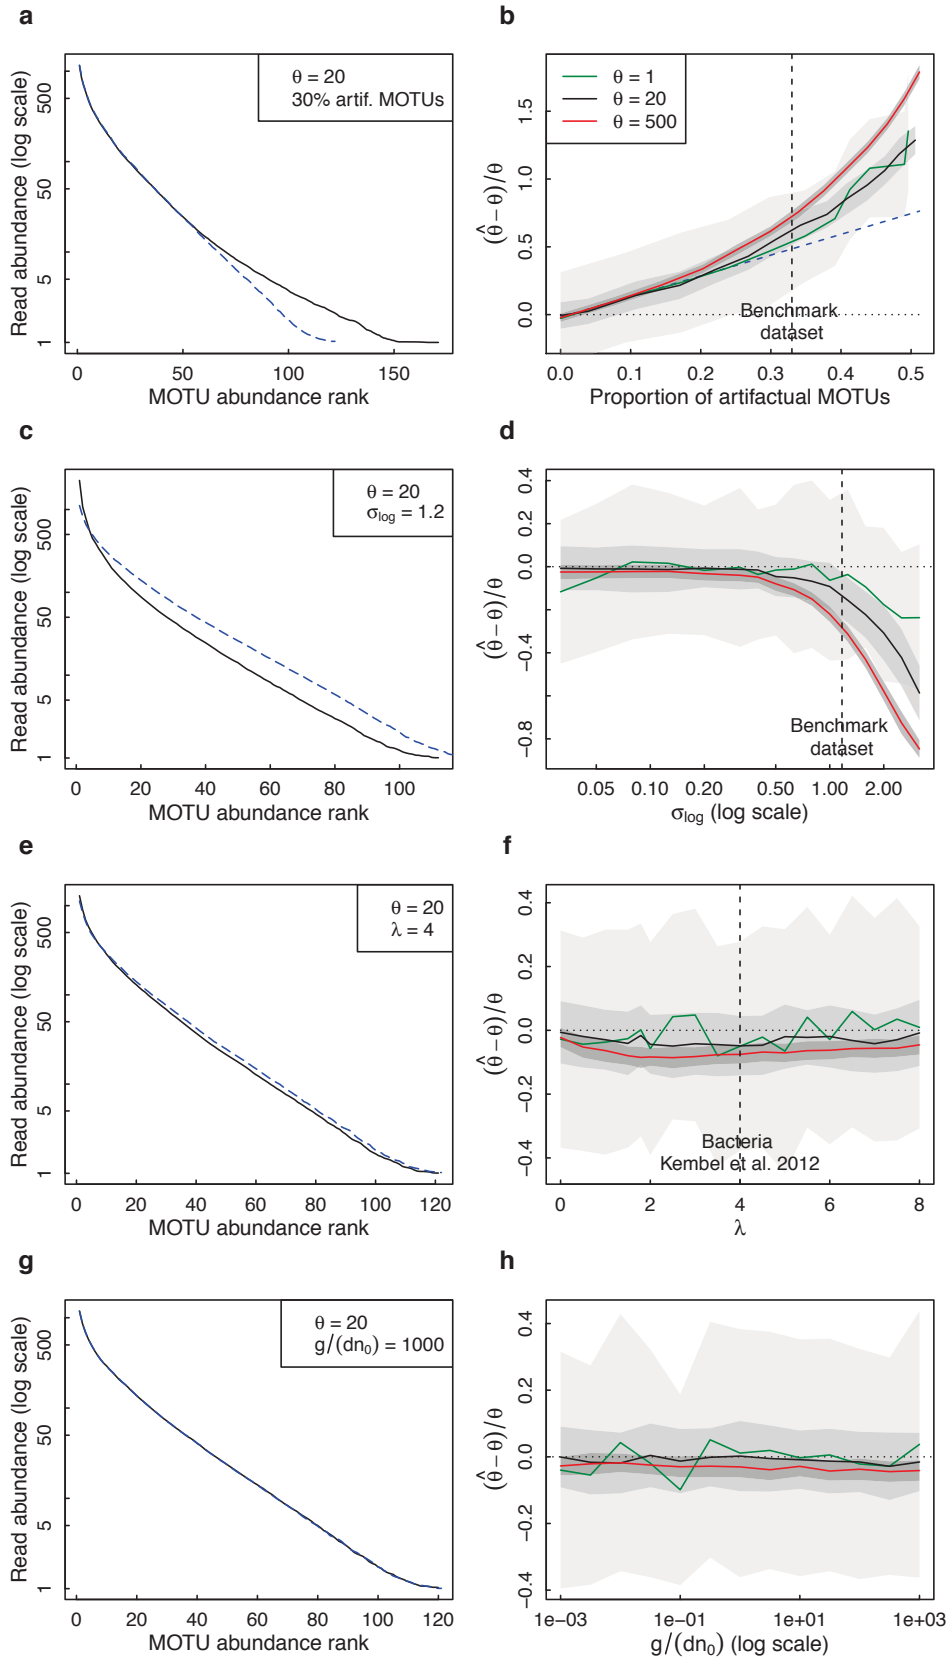 a
Read abundance (log scale)
500
50
5
1
θ = 20
30% artif. MOTUs
0 50 100 150
MOTU abundance rank
b
(θ̂ − θ)/θ
1.5
1.0
0.5
0.0
θ = 1
θ = 20
θ = 500
Benchmark
dataset
0.0 0.1 0.2 0.3 0.4 0.5
Proportion of artifactual MOTUs
c
Read abundance (log scale)
500
50
5
1
θ = 20
σlog = 1.2
0 20 40 60 80 100
MOTU abundance rank
d
(θ̂ − θ)/θ
0.4
0.2
0.0
−0.4
−0.8
Benchmark
dataset
0.05 0.10 0.20 0.50 1.00 2.00
σlog (log scale)
e
Read abundance (log scale)
500
50
5
1
θ = 20
λ = 4
0 20 40 60 80 100 120
MOTU abundance rank
f
(θ̂ − θ)/θ
0.4
0.2
0.0
−0.2
−0.4
Bacteria
Kembel et al. 2012
0 2 4 6 8
λ
g
Read abundance (log scale)
500
50
5
1
θ = 20
g/(dn₀) = 1000
0 20 40 60 80 100 120
MOTU abundance rank
h
(θ̂ − θ)/θ
0.4
0.2
0.0
−0.2
−0.4
1e−03 1e−01 1e+01 1e+03
g/(dn₀) (log scale)